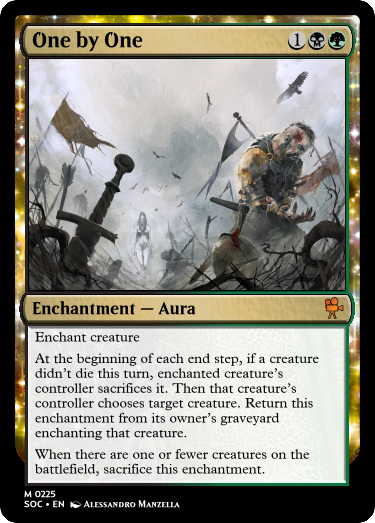 One by One 1
Enchantment — Aura
Enchant creature
At the beginning of each end step, if a creature
didn't die this turn, enchanted creature's
controller sacrifices it. Then that creature's
controller chooses target creature. Return this
enchantment from its owner's graveyard
enchanting that creature.
When there are one or fewer creatures on the
battlefield, sacrifice this enchantment.
M 0225
SOC • EN Alessandro Manzella